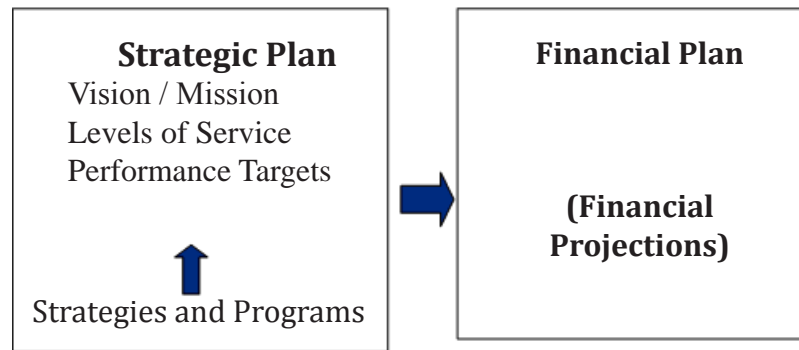 Strategic Plan
Vision / Mission
Levels of Service
Performance Targets
Strategies and Programs
Financial Plan
(Financial
Projections)